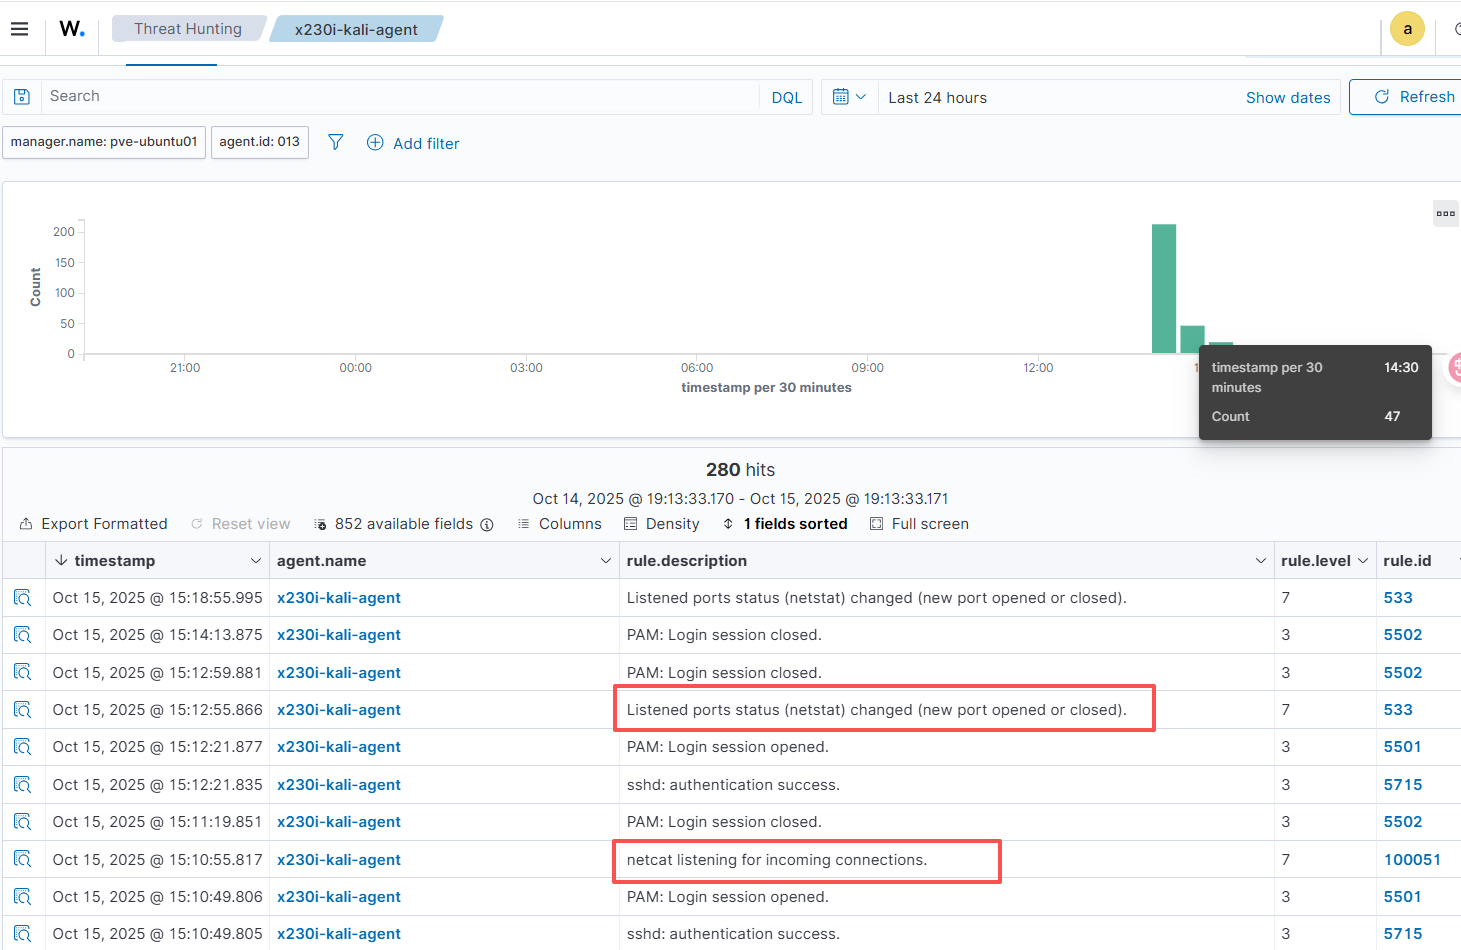 W.
Threat Hunting
x230i-kali-agent
a
Search
DQL
Last 24 hours
Show dates
Refresh
manager.name: pve-ubuntu01
agent.id: 013
Add filter
200
150
100
50
0
Count
21:00
00:00
03:00
06:00
09:00
12:00
timestamp per 30 minutes
timestamp per 30 minutes 14:30
Count 47
280 hits
Oct 14, 2025 @ 19:13:33.170 - Oct 15, 2025 @ 19:13:33.171
Export Formatted Reset view 852 available fields Columns Density 1 fields sorted Full screen
timestamp agent.name rule.description rule.level rule.id
Oct 15, 2025 @ 15:18:55.995 x230i-kali-agent Listened ports status (netstat) changed (new port opened or closed). 7 533
Oct 15, 2025 @ 15:14:13.875 x230i-kali-agent PAM: Login session closed. 3 5502
Oct 15, 2025 @ 15:12:59.881 x230i-kali-agent PAM: Login session closed. 3 5502
Oct 15, 2025 @ 15:12:55.866 x230i-kali-agent Listened ports status (netstat) changed (new port opened or closed). 7 533
Oct 15, 2025 @ 15:12:21.877 x230i-kali-agent PAM: Login session opened. 3 5501
Oct 15, 2025 @ 15:12:21.835 x230i-kali-agent sshd: authentication success. 3 5715
Oct 15, 2025 @ 15:11:19.851 x230i-kali-agent PAM: Login session closed. 3 5502
Oct 15, 2025 @ 15:10:55.817 x230i-kali-agent netcat listening for incoming connections. 7 100051
Oct 15, 2025 @ 15:10:49.806 x230i-kali-agent PAM: Login session opened. 3 5501
Oct 15, 2025 @ 15:10:49.805 x230i-kali-agent sshd: authentication success. 3 5715